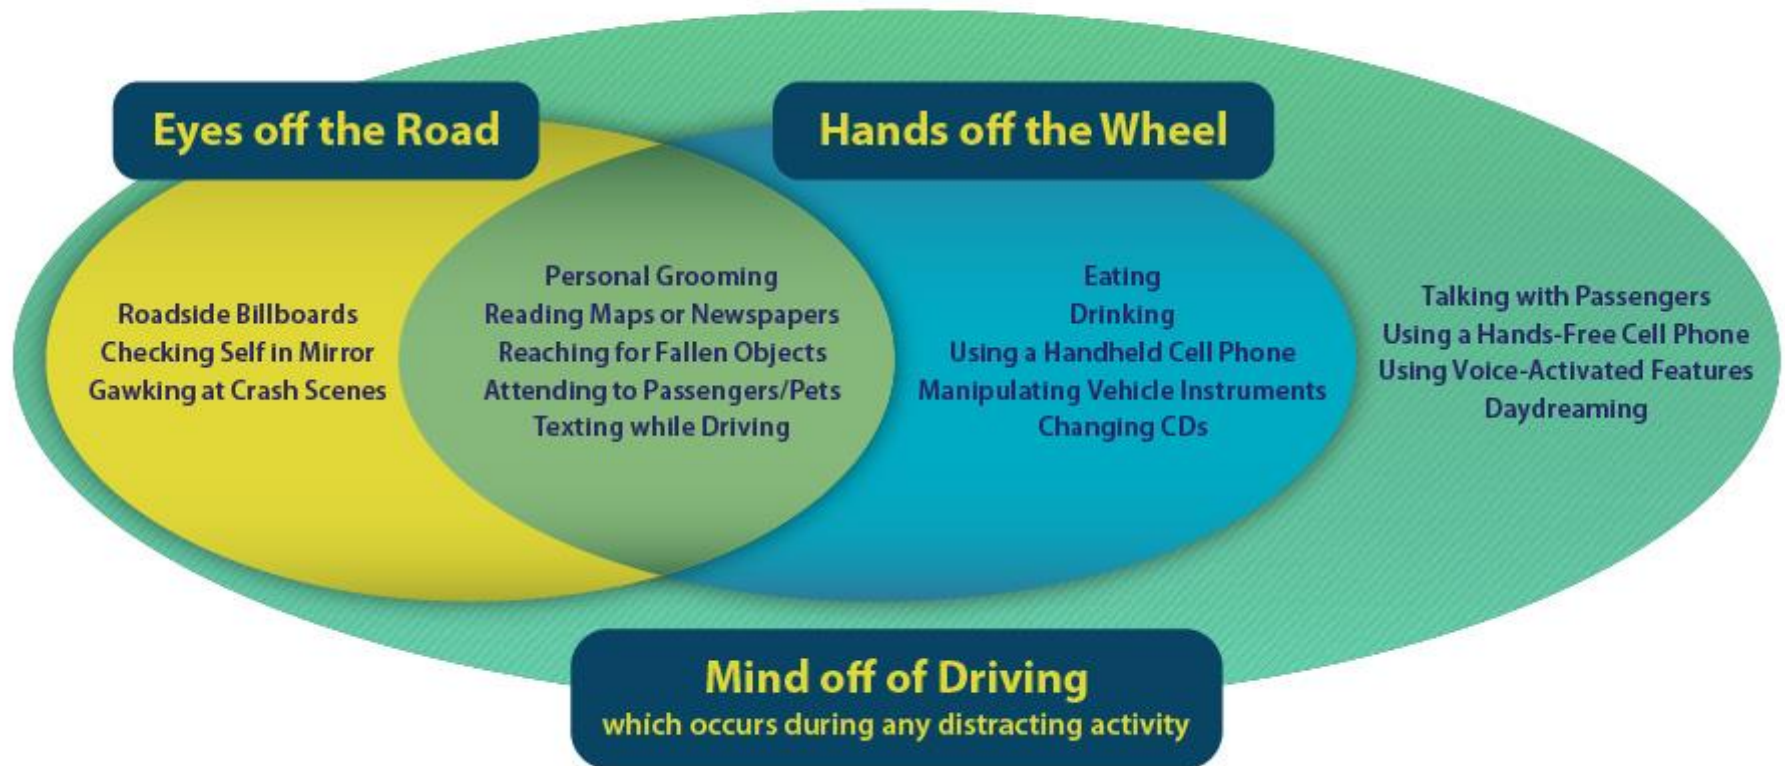 Eyes off the Road
Hands off the Wheel
Roadside Billboards
Checking Self in Mirror
Gawking at Crash Scenes
Personal Grooming
Reading Maps or Newspapers
Reaching for Fallen Objects
Attending to Passengers/Pets
Texting while Driving
Eating
Drinking
Using a Handheld Cell Phone
Manipulating Vehicle Instruments
Changing CDs
Talking with Passengers
Using a Hands-Free Cell Phone
Using Voice-Activated Features
Daydreaming
Mind off of Driving
which occurs during any distracting activity